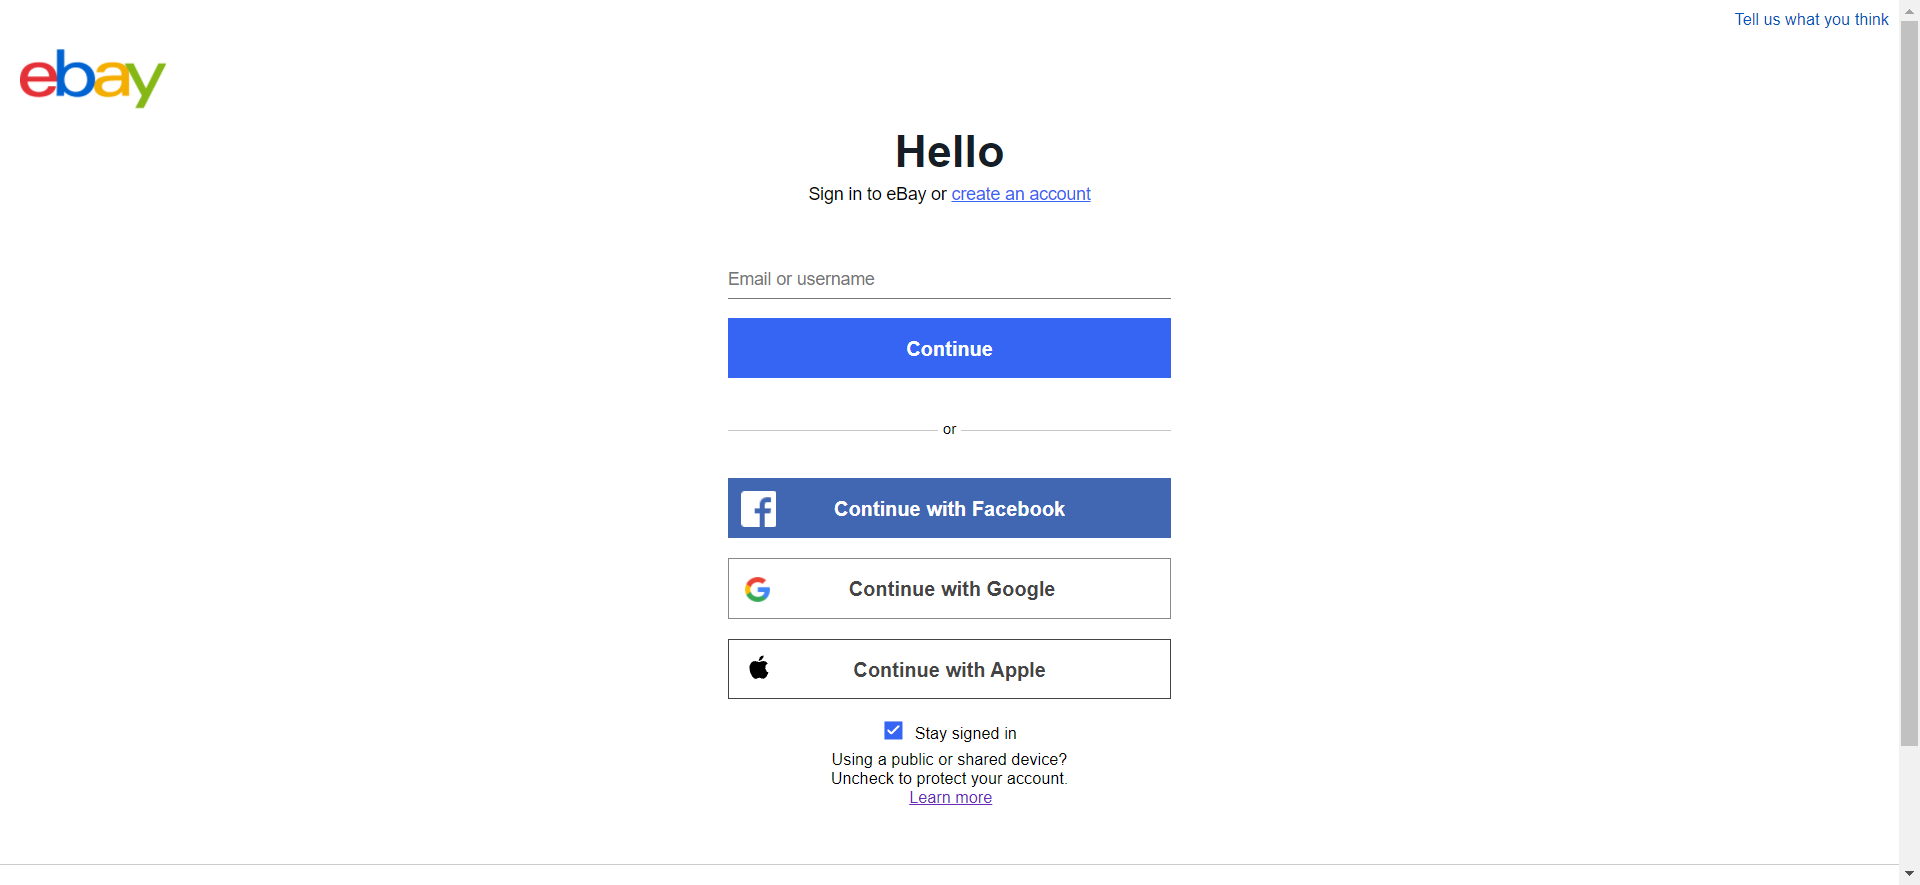 Tell us what you think
ebay
Hello
Sign in to eBay or create an account
Email or username
Continue
or
Continue with Facebook
Continue with Google
Continue with Apple
Stay signed in
Using a public or shared device?
Uncheck to protect your account.
Learn more